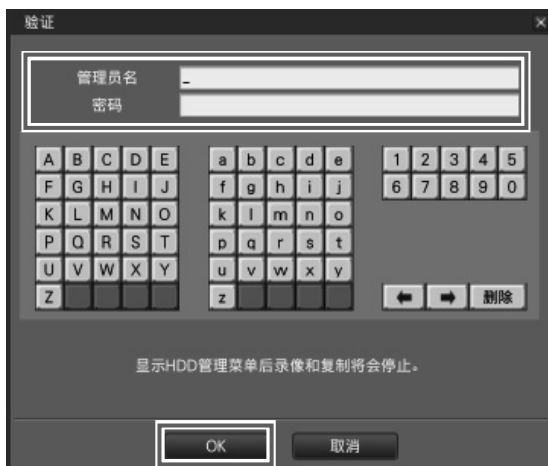 验证 ×
管理员名 _
密码
A B C D E a b c d e 1 2 3 4 5
F G H I J f g h i j 6 7 8 9 0
K L M N O k l m n o
P Q R S T p q r s t
U V W X Y u v w x y
Z z ← → 删除
显示HDD管理菜单后录像和复制将会停止。
OK 取消